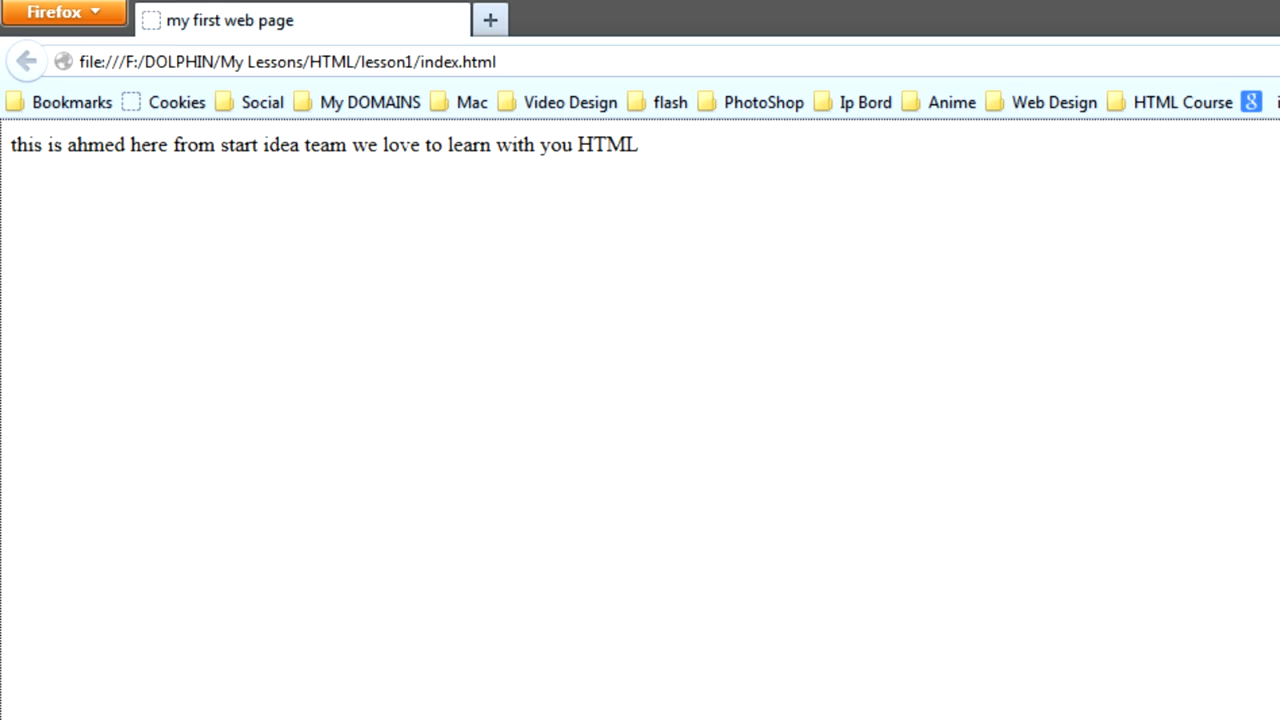 Firefox
my first web page
+
file:///F:/DOLPHIN/My Lessons/HTML/lesson1/index.html
Bookmarks Cookies Social My DOMAINS Mac Video Design flash PhotoShop Ip Bord Anime Web Design HTML Course 8 i
this is ahmed here from start idea team we love to learn with you HTML